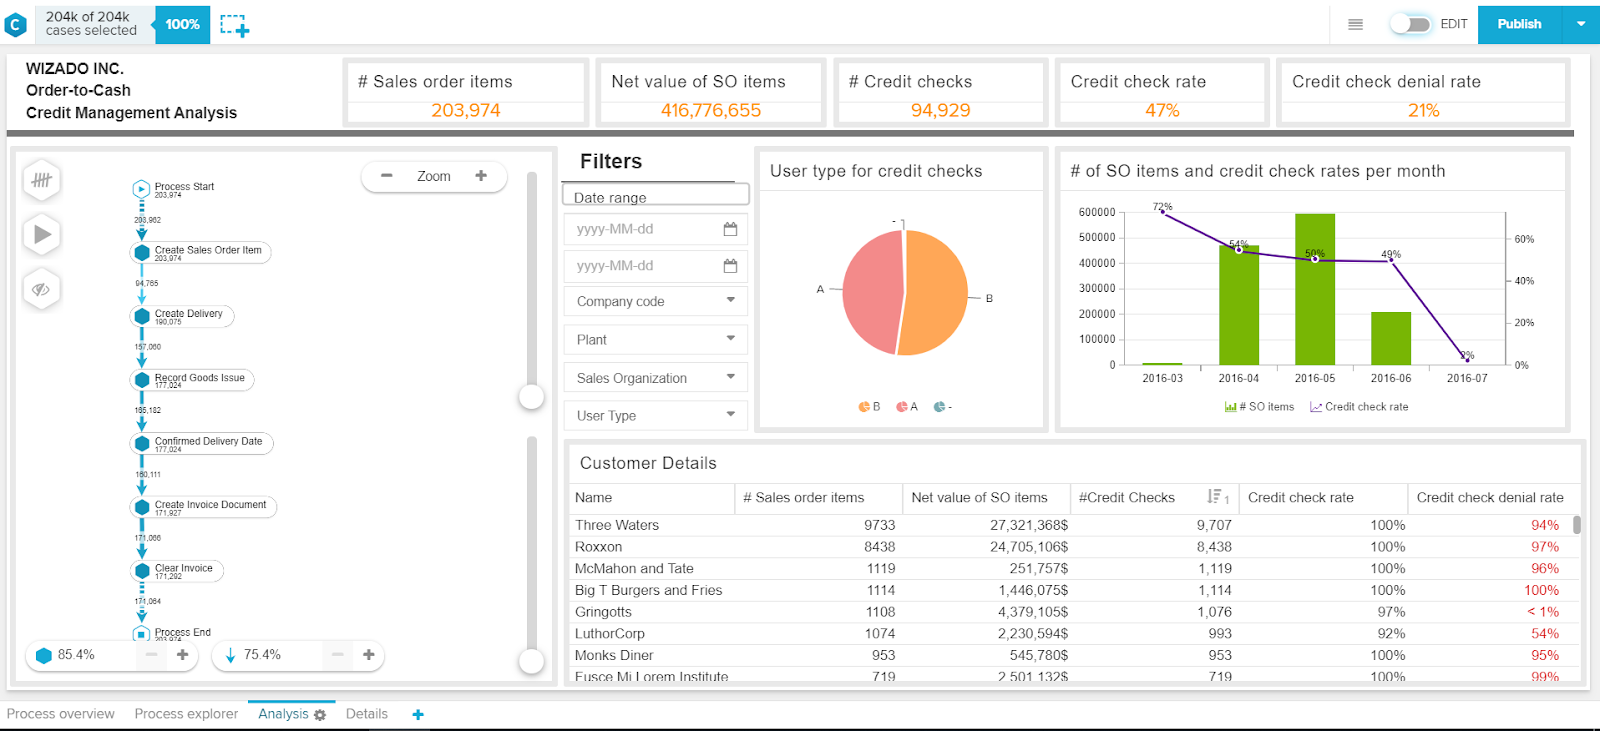 C
204k of 204k
cases selected
100%
EDIT
Publish
WIZADO INC.
Order-to-Cash
Credit Management Analysis
# Sales order items
203,974
Net value of SO items
416,776,655
# Credit checks
94,929
Credit check rate
47%
Credit check denial rate
21%
Process Start
203,974
203,962
Create Sales Order Item
203,974
94,765
Create Delivery
190,075
157,060
Record Goods Issue
177,024
165,182
Confirmed Delivery Date
177,024
160,111
Create Invoice Document
171,927
171,066
Clear Invoice
171,292
171,064
Process End
203,974
− Zoom +
85.4% − +
75.4% − +
Filters
Date range
yyyy-MM-dd
yyyy-MM-dd
Company code
Plant
Sales Organization
User Type
User type for credit checks
-
A
B
B A -
# of SO items and credit check rates per month
600000
500000
400000
300000
200000
100000
0
72%
54%
50%
49%
2%
60%
40%
20%
0%
2016-03 2016-04 2016-05 2016-06 2016-07
# SO items Credit check rate
Customer Details
Name # Sales order items Net value of SO items #Credit Checks 1 Credit check rate Credit check denial rate
Three Waters 9733 27,321,368$ 9,707 100% 94%
Roxxon 8438 24,705,106$ 8,438 100% 97%
McMahon and Tate 1119 251,757$ 1,119 100% 96%
Big T Burgers and Fries 1114 1,446,075$ 1,114 100% 100%
Gringotts 1108 4,379,105$ 1,076 97% < 1%
LuthorCorp 1074 2,230,594$ 993 92% 54%
Monks Diner 953 545,780$ 953 100% 95%
Fusce Mi Lorem Institute 719 2,501,132$ 719 100% 99%
Process overview Process explorer Analysis Details +